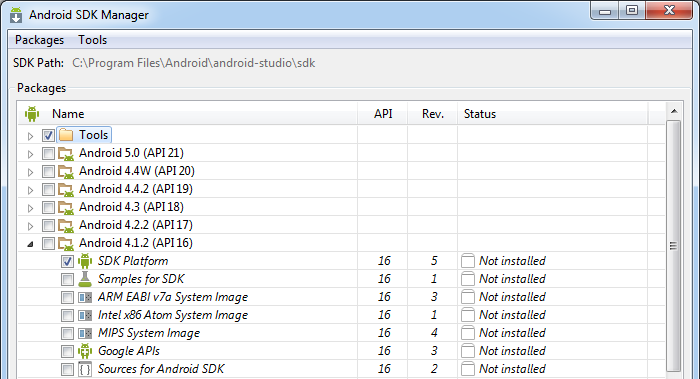 Android SDK Manager
Packages Tools
SDK Path: C:\Program Files\Android\android-studio\sdk
Packages
Name API Rev. Status
Tools
Android 5.0 (API 21)
Android 4.4W (API 20)
Android 4.4.2 (API 19)
Android 4.3 (API 18)
Android 4.2.2 (API 17)
Android 4.1.2 (API 16)
SDK Platform 16 5 Not installed
Samples for SDK 16 1 Not installed
ARM EABI v7a System Image 16 3 Not installed
Intel x86 Atom System Image 16 1 Not installed
MIPS System Image 16 4 Not installed
Google APIs 16 3 Not installed
Sources for Android SDK 16 2 Not installed